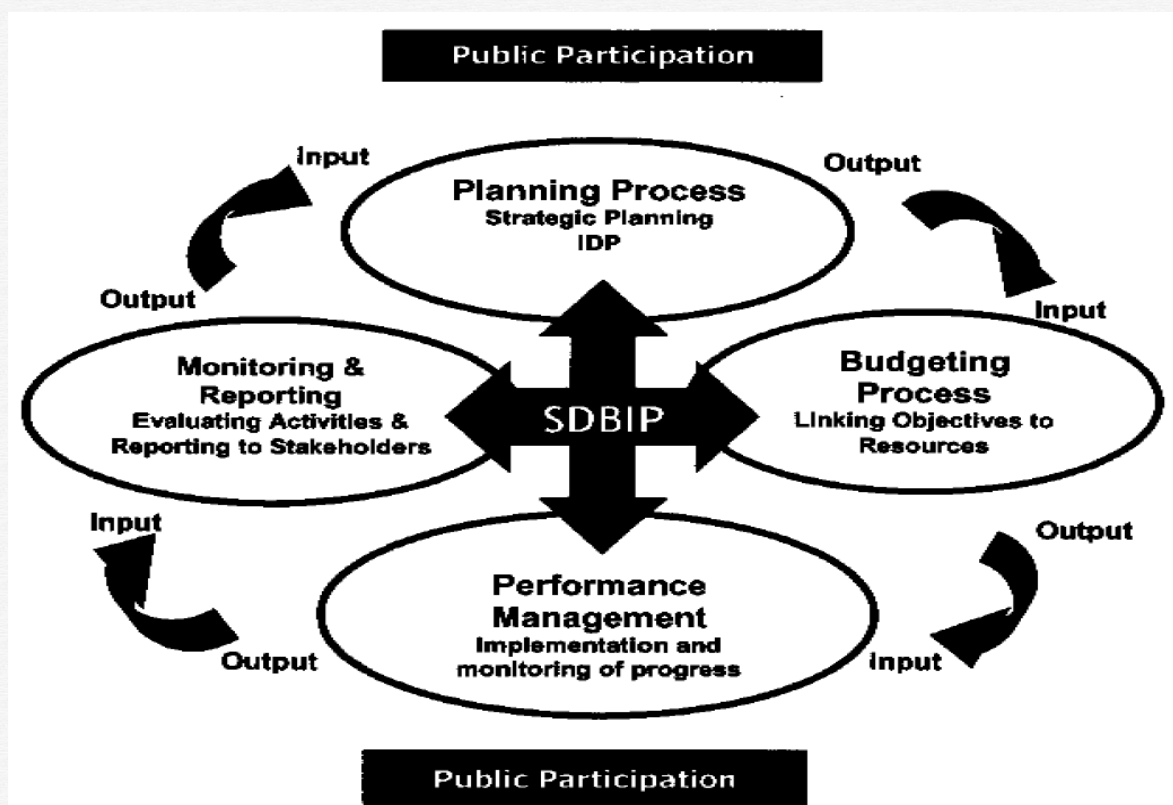 Public Participation
Input
Output
Planning Process
Strategic Planning
IDP
Output
Input
Monitoring &
Reporting
Evaluating Activities &
Reporting to Stakeholders
SDBIP
Budgeting
Process
Linking Objectives to
Resources
Input
Output
Performance
Management
Implementation and
monitoring of progress
Output
Input
Public Participation